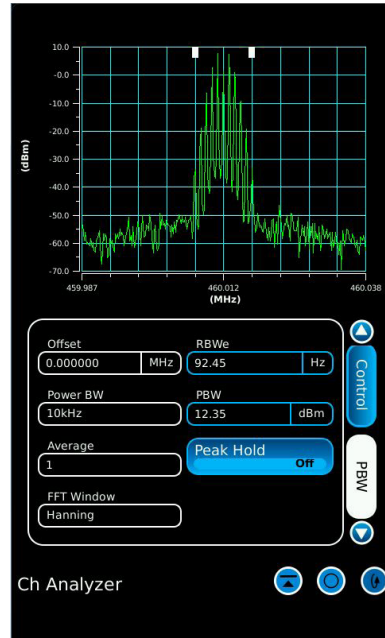 10.0
-0.0
-10.0
-20.0
-30.0
-40.0
-50.0
-60.0
-70.0
(dBm)
459.987 460.012 460.038
(MHz)
Offset RBWe
0.000000 MHz 92.45 Hz
Power BW PBW
10kHz 12.35 dBm
Average
1
Peak Hold
Off
FFT Window
Hanning
Control
PBW
Ch Analyzer